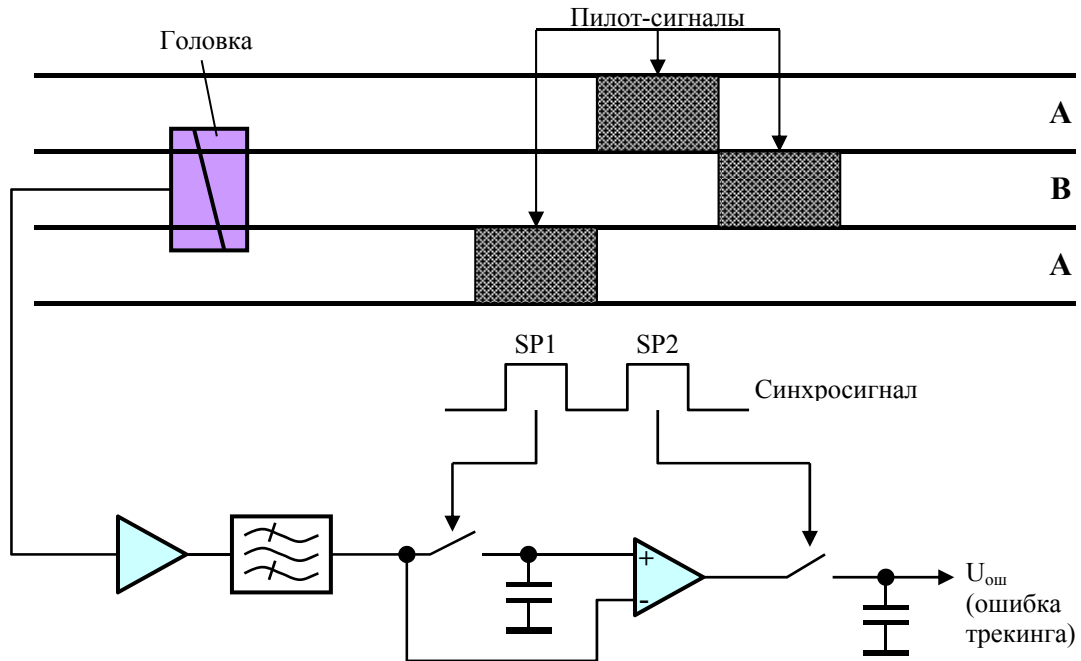 Пилот-сигналы
Головка
A
B
A
SP1
SP2
Синхросигнал
+
-
Uош
(ошибка
трекинга)